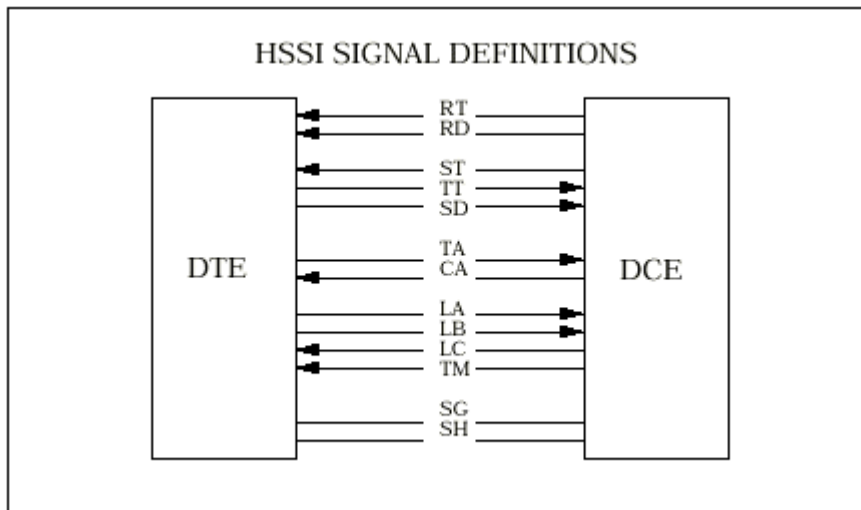 HSSI SIGNAL DEFINITIONS
RT
RD
ST
TT
SD
TA
CA
DTE
DCE
LA
LB
LC
TM
SG
SH